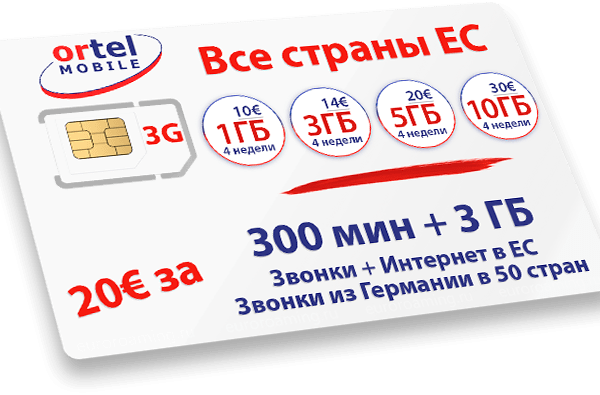 ortel
MOBILE
Все страны ЕС
3G
10€
1ГБ
4 недели
14€
3ГБ
4 недели
20€
5ГБ
4 недели
30€
10ГБ
4 недели
20€ за
300 мин + 3 ГБ
Звонки + Интернет в ЕС
Звонки из Германии в 50 стран